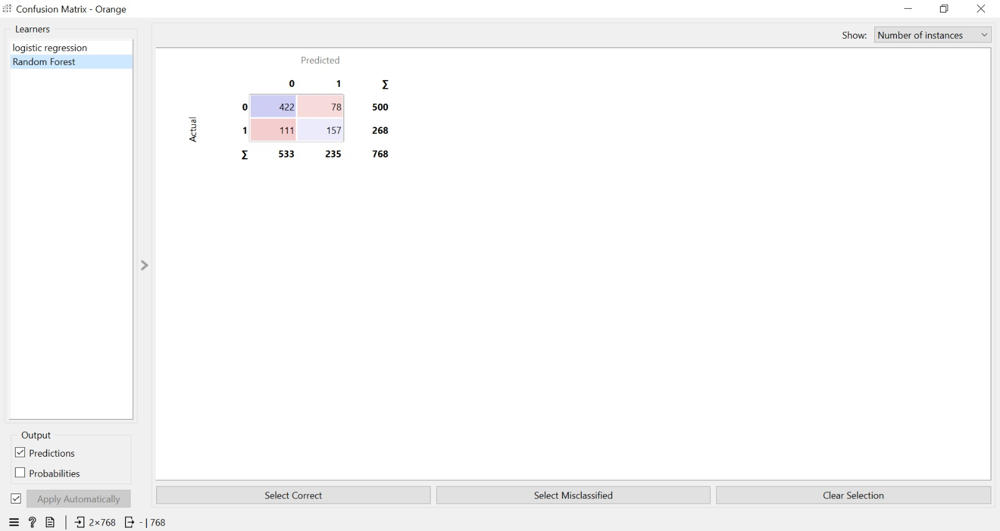 Confusion Matrix - Orange
Learners
logistic regression
Random Forest
Show: Number of instances
Predicted
0 1 Σ
Actual
0 422 78 500
1 111 157 268
Σ 533 235 768
Output
Predictions
Probabilities
Apply Automatically
Select Correct Select Misclassified Clear Selection
? 2×768 - | 768